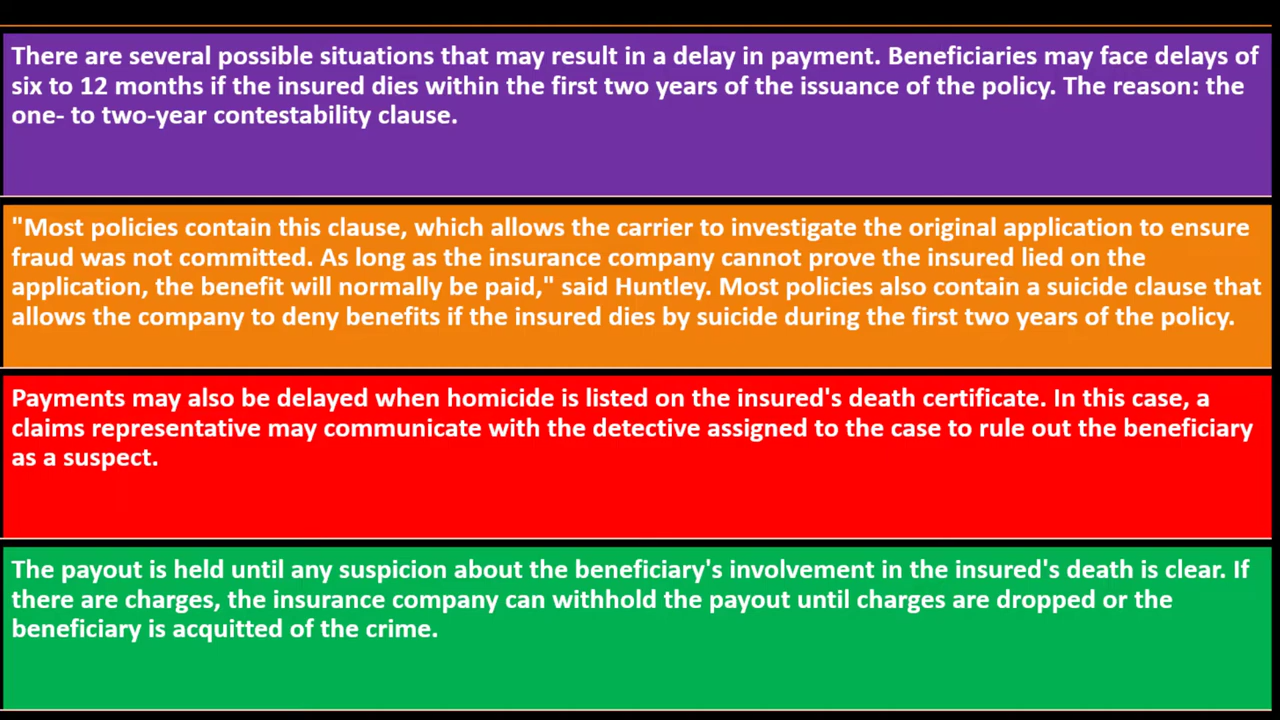 There are several possible situations that may result in a delay in payment. Beneficiaries may face delays of
six to 12 months if the insured dies within the first two years of the issuance of the policy. The reason: the
one- to two-year contestability clause.
"Most policies contain this clause, which allows the carrier to investigate the original application to ensure
fraud was not committed. As long as the insurance company cannot prove the insured lied on the
application, the benefit will normally be paid," said Huntley. Most policies also contain a suicide clause that
allows the company to deny benefits if the insured dies by suicide during the first two years of the policy.
Payments may also be delayed when homicide is listed on the insured's death certificate. In this case, a
claims representative may communicate with the detective assigned to the case to rule out the beneficiary
as a suspect.
The payout is held until any suspicion about the beneficiary's involvement in the insured's death is clear. If
there are charges, the insurance company can withhold the payout until charges are dropped or the
beneficiary is acquitted of the crime.